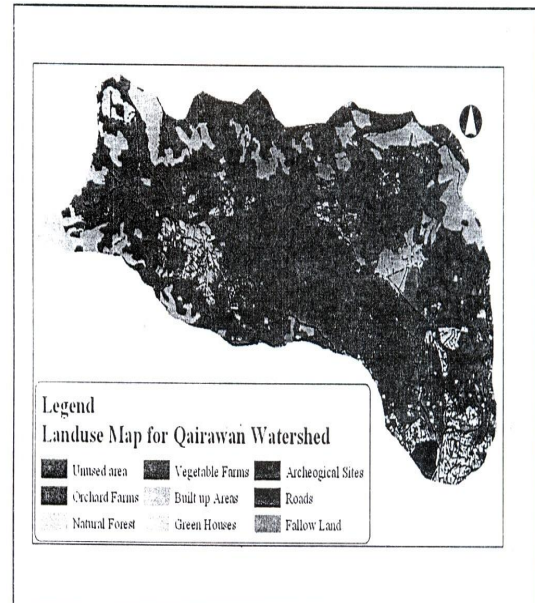 Legend
Landuse Map for Qairawan Watershed
Unused area Vegetable Farms Archeogical Sites
Orchard Farms Built up Areas Roads
Natural Forest Green Houses Fallow Land